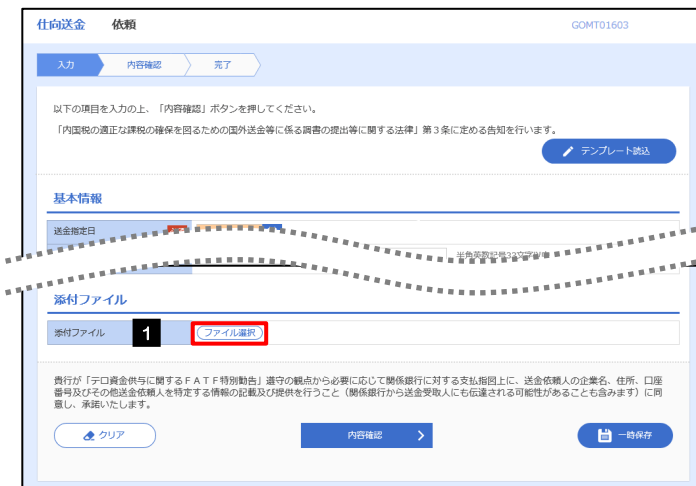 仕向送金 依頼 GOMT01603
入力 内容確認 完了
以下の項目を入力の上、「内容確認」ボタンを押してください。
「内国税の適正な課税の確保を図るための国外送金等に係る調書の提出等に関する法律」第３条に定める告知を行います。
テンプレート読込
基本情報
送金指定日
半角英数記号32文字以内
添付ファイル
添付ファイル 1 ファイル選択
貴行が「テロ資金供与に関するＦＡＴＦ特別勧告」遵守の観点から必要に応じて関係銀行に対する支払指図上に、送金依頼人の企業名、住所、口座
番号及びその他送金依頼人を特定する情報の記載及び提供を行うこと（関係銀行から送金受取人にも伝達される可能性があることも含みます）に同
意し、承諾いたします。
クリア 内容確認 一時保存